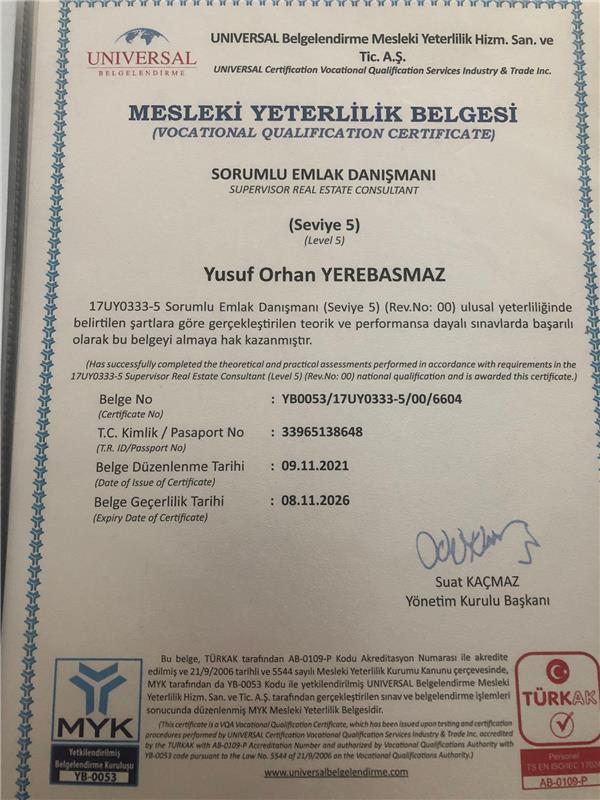 UNIVERSAL
BELGELENDİRME
UNIVERSAL Belgelendirme Mesleki Yeterlilik Hizm. San. ve
Tic. A.Ş.
UNIVERSAL Certification Vocational Qualification Services Industry & Trade Inc.
MESLEKİ YETERLİLİK BELGESİ
(VOCATIONAL QUALIFICATION CERTIFICATE)
SORUMLU EMLAK DANIŞMANI
SUPERVISOR REAL ESTATE CONSULTANT
(Seviye 5)
(Level 5)
Yusuf Orhan YEREBASMAZ
17UY0333-5 Sorumlu Emlak Danışmanı (Seviye 5) (Rev.No: 00) ulusal yeterliliğinde
belirtilen şartlara göre gerçekleştirilen teorik ve performansa dayalı sınavlarda başarılı
olarak bu belgeyi almaya hak kazanmıştır.
(Has successfully completed the theoretical and practical assessments performed in accordance with requirements in the
17UY0333-5 Supervisor Real Estate Consultant (Level 5) (Rev.No: 00) national qualification and is awarded this certificate.)
Belge No : YB0053/17UY0333-5/00/6604
(Certificate No)
T.C. Kimlik / Pasaport No : 33965138648
(T.R. ID/Passport No)
Belge Düzenlenme Tarihi : 09.11.2021
(Date of Issue of Certificate)
Belge Geçerlilik Tarihi : 08.11.2026
(Expiry Date of Certificate)
Suat KAÇMAZ
Yönetim Kurulu Başkanı
Bu belge, TÜRKAK tarafından AB-0109-P Kodu Akreditasyon Numarası ile akredite
edilmiş ve 21/9/2006 tarihli ve 5544 sayılı Mesleki Yeterlilik Kurumu Kanunu çerçevesinde,
MYK tarafından da YB-0053 Kodu ile yetkilendirilmiş UNIVERSAL Belgelendirme Mesleki
Yeterlilik Hizm. San. ve Tic. A.Ş. tarafından gerçekleştirilen sınav ve belgelendirme işlemleri
sonucunda düzenlenmiş MYK Mesleki Yeterlilik Belgesidir.
(This certificate is a VQA Vocational Qualification Certificate, which has been issued upon testing and certification
procedures performed by UNIVERSAL Certification Vocational Qualification Services Industry & Trade Inc. accredited
by the TURKAK with AB-0109-P Accreditation Number and authorized by Vocational Qualifications Authority with
YB-0053 code pursuant to the Law No. 5544 of 21/9/2006 on the Vocational Qualifications Authority.)
www.universalbelgelendirme.com
MYK
Yetkilendirilmiş
Belgelendirme Kuruluşu
YB-0053
TÜRKAK
Personel
TS EN ISO/IEC 17024
AB-0109-P